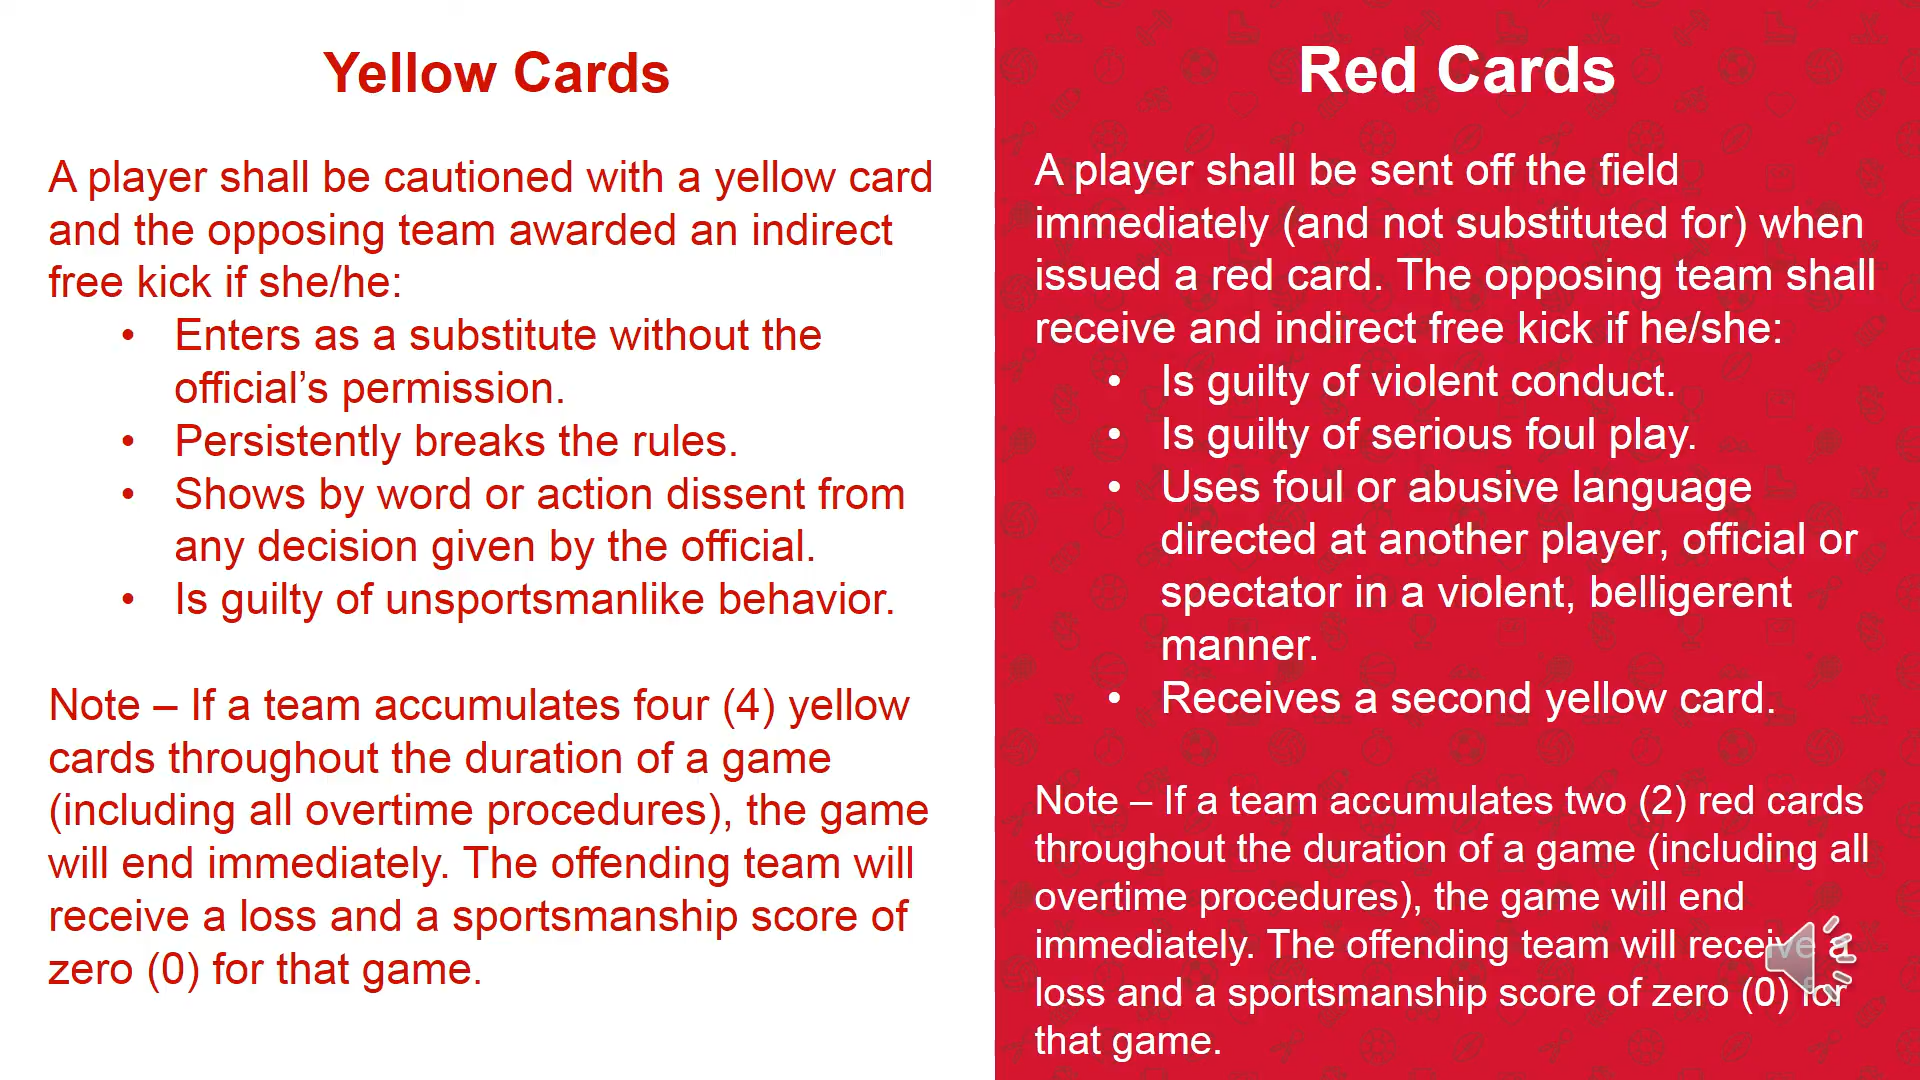 Yellow Cards
A player shall be cautioned with a yellow card
and the opposing team awarded an indirect
free kick if she/he:
• Enters as a substitute without the
official’s permission.
• Persistently breaks the rules.
• Shows by word or action dissent from
any decision given by the official.
• Is guilty of unsportsmanlike behavior.
Note – If a team accumulates four (4) yellow
cards throughout the duration of a game
(including all overtime procedures), the game
will end immediately. The offending team will
receive a loss and a sportsmanship score of
zero (0) for that game.
Red Cards
A player shall be sent off the field
immediately (and not substituted for) when
issued a red card. The opposing team shall
receive and indirect free kick if he/she:
• Is guilty of violent conduct.
• Is guilty of serious foul play.
• Uses foul or abusive language
directed at another player, official or
spectator in a violent, belligerent
manner.
• Receives a second yellow card.
Note – If a team accumulates two (2) red cards
throughout the duration of a game (including all
overtime procedures), the game will end
immediately. The offending team will receive a
loss and a sportsmanship score of zero (0) for
that game.